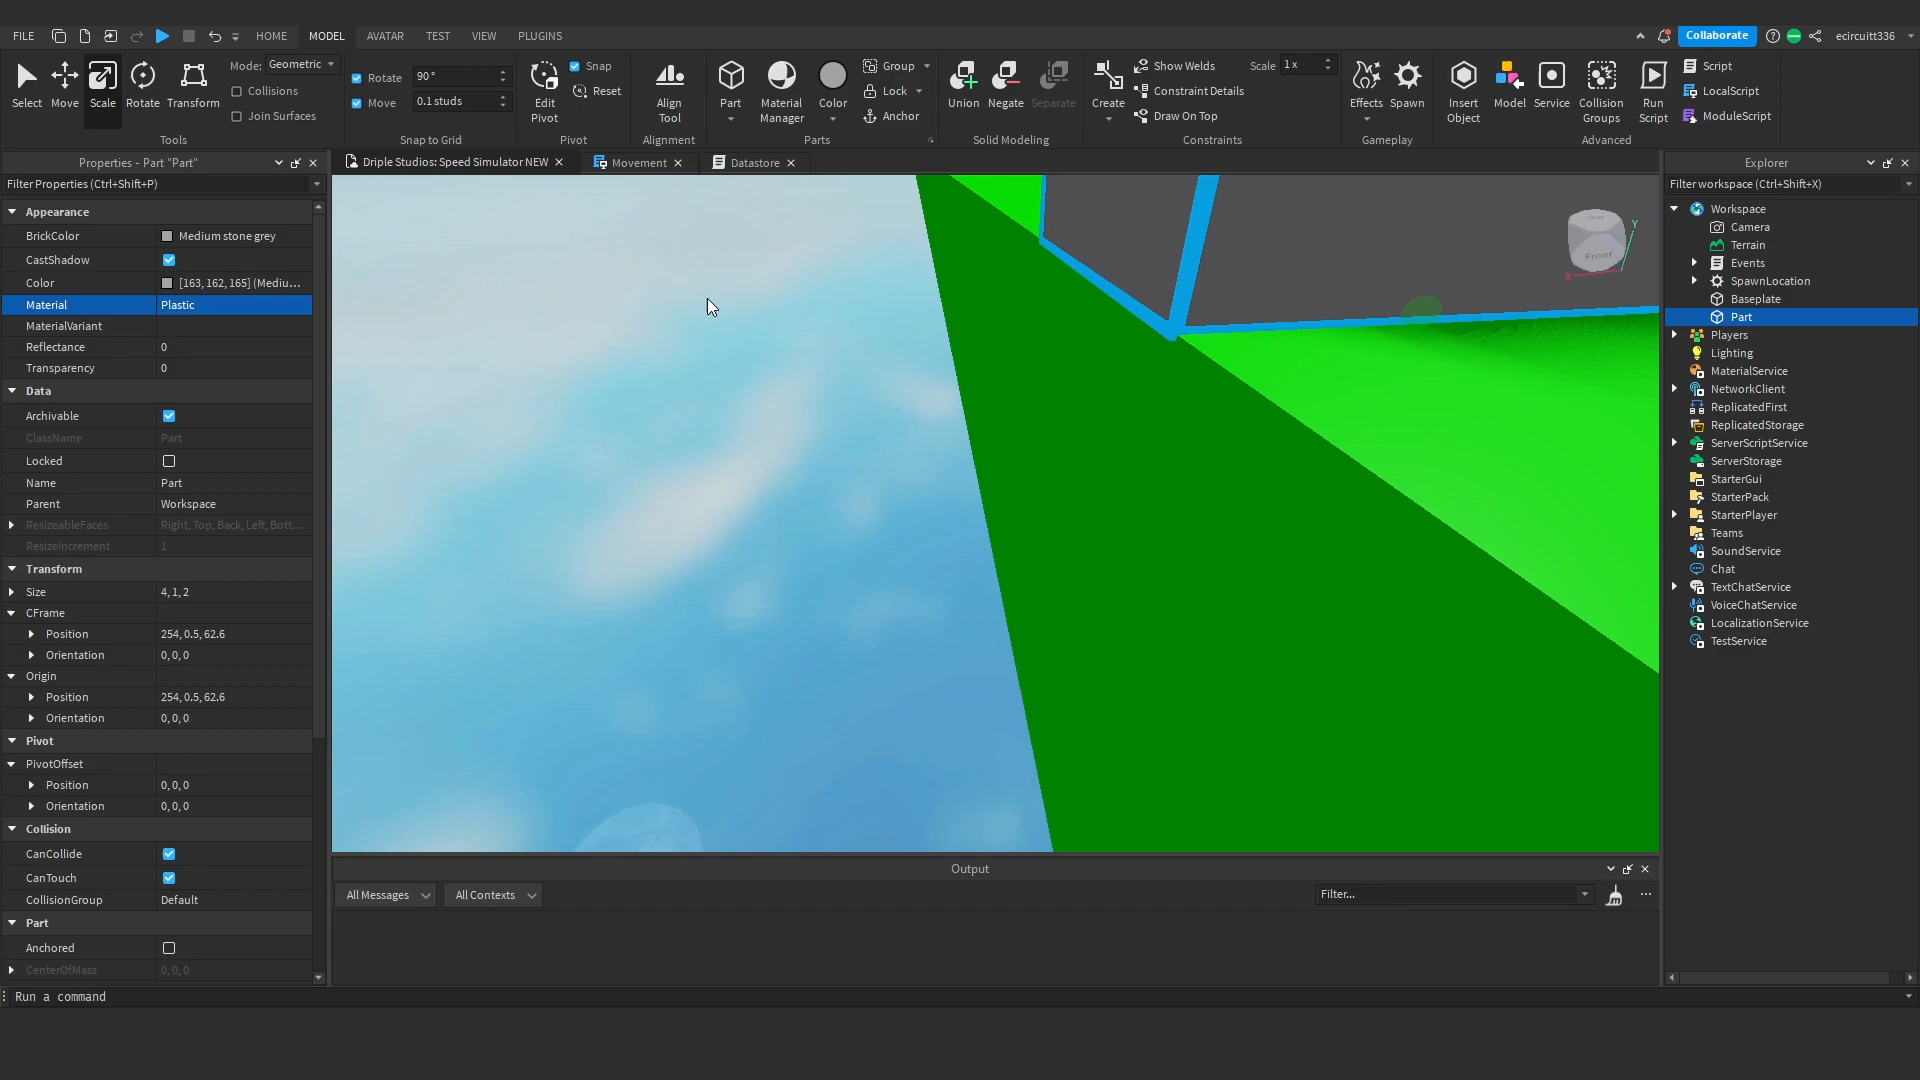 FILE HOME MODEL AVATAR TEST VIEW PLUGINS Collaborate ecircuitt336
Select Move Scale Rotate Transform
Mode: Geometric
Collisions
Join Surfaces
Tools
Rotate 90°
Move 0.1 studs
Snap to Grid
Edit Pivot
Snap
Reset
Pivot
Align Tool
Alignment
Part Material Manager Color
Group
Lock
Anchor
Parts
Union Negate Separate
Solid Modeling
Create
Show Welds
Constraint Details
Draw On Top
Scale 1 x
Constraints
Effects Spawn
Gameplay
Insert Object Model Service Collision Groups Run Script
Script
LocalScript
ModuleScript
Advanced
Properties - Part "Part"
Filter Properties (Ctrl+Shift+P)
Appearance
BrickColor Medium stone grey
CastShadow
Color [163, 162, 165] (Mediu...
Material Plastic
MaterialVariant
Reflectance 0
Transparency 0
Data
Archivable
ClassName Part
Locked
Name Part
Parent Workspace
ResizeableFaces Right, Top, Back, Left, Bott...
ResizeIncrement 1
Transform
Size 4, 1, 2
CFrame
Position 254, 0.5, 62.6
Orientation 0, 0, 0
Origin
Position 254, 0.5, 62.6
Orientation 0, 0, 0
Pivot
PivotOffset
Position 0, 0, 0
Orientation 0, 0, 0
Collision
CanCollide
CanTouch
CollisionGroup Default
Part
Anchored
CenterOfMass 0, 0, 0
Driple Studios: Speed Simulator NEW Movement Datastore
Y
Front
X
Output
All Messages All Contexts Filter...
Explorer
Filter workspace (Ctrl+Shift+X)
Workspace
Camera
Terrain
Events
SpawnLocation
Baseplate
Part
Players
Lighting
MaterialService
NetworkClient
ReplicatedFirst
ReplicatedStorage
ServerScriptService
ServerStorage
StarterGui
StarterPack
StarterPlayer
Teams
SoundService
Chat
TextChatService
VoiceChatService
LocalizationService
TestService
Run a command